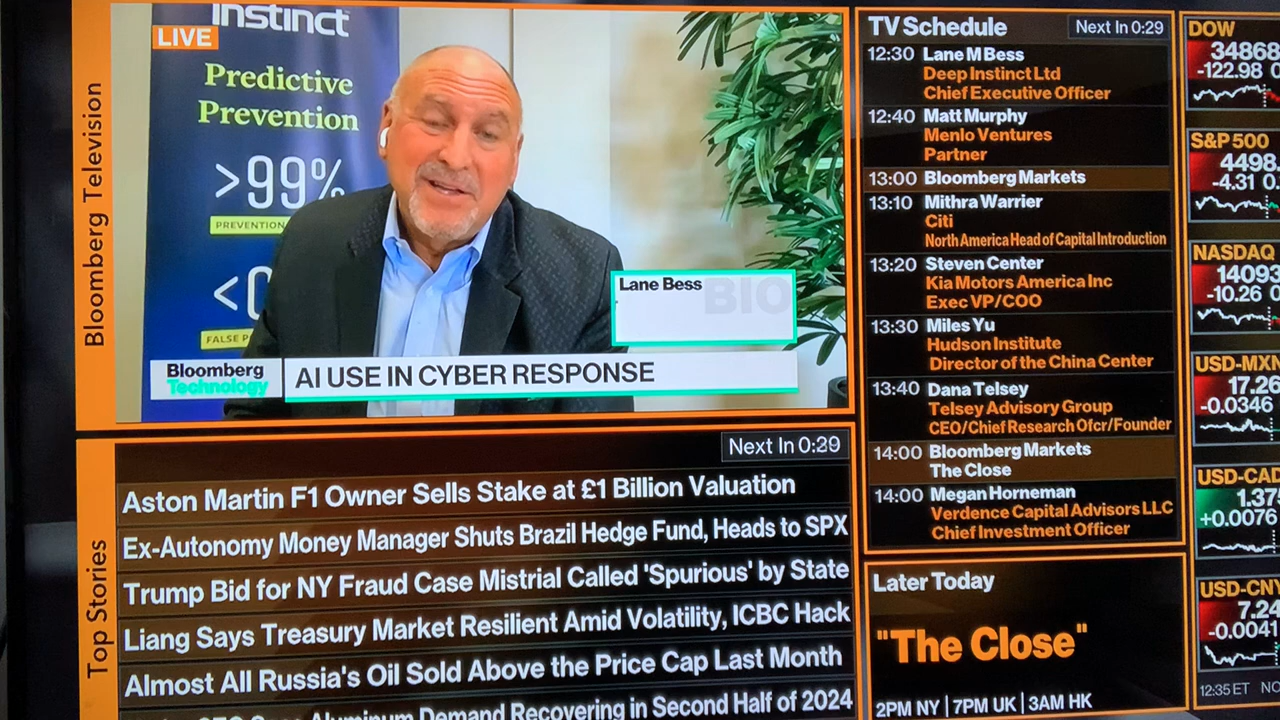 Bloomberg Television
instinct
LIVE
Predictive
Prevention
>99%
PREVENTION
<0
FALSE P
Lane Bess
BIO
Bloomberg
Technology
AI USE IN CYBER RESPONSE
Top Stories
Next In 0:29
Aston Martin F1 Owner Sells Stake at £1 Billion Valuation
Ex-Autonomy Money Manager Shuts Brazil Hedge Fund, Heads to SPX
Trump Bid for NY Fraud Case Mistrial Called 'Spurious' by State
Liang Says Treasury Market Resilient Amid Volatility, ICBC Hack
Almost All Russia's Oil Sold Above the Price Cap Last Month
Aluminum Demand Recovering in Second Half of 2024
TV Schedule
Next In 0:29
12:30 Lane M Bess
Deep Instinct Ltd
Chief Executive Officer
12:40 Matt Murphy
Menlo Ventures
Partner
13:00 Bloomberg Markets
13:10 Mithra Warrier
Citi
North America Head of Capital Introduction
13:20 Steven Center
Kia Motors America Inc
Exec VP/COO
13:30 Miles Yu
Hudson Institute
Director of the China Center
13:40 Dana Telsey
Telsey Advisory Group
CEO/Chief Research Ofcr/Founder
14:00 Bloomberg Markets
The Close
14:00 Megan Horneman
Verdence Capital Advisors LLC
Chief Investment Officer
Later Today
"The Close"
2PM NY | 7PM UK | 3AM HK
DOW
34868
-122.98 0
S&P 500
4498.
-4.31 0.
NASDAQ
14093
-10.26 0
USD-MXN
17.26
-0.0346
USD-CAD
1.37
+0.0076
USD-CNY
7.24
-0.0041
12:35 ET NO